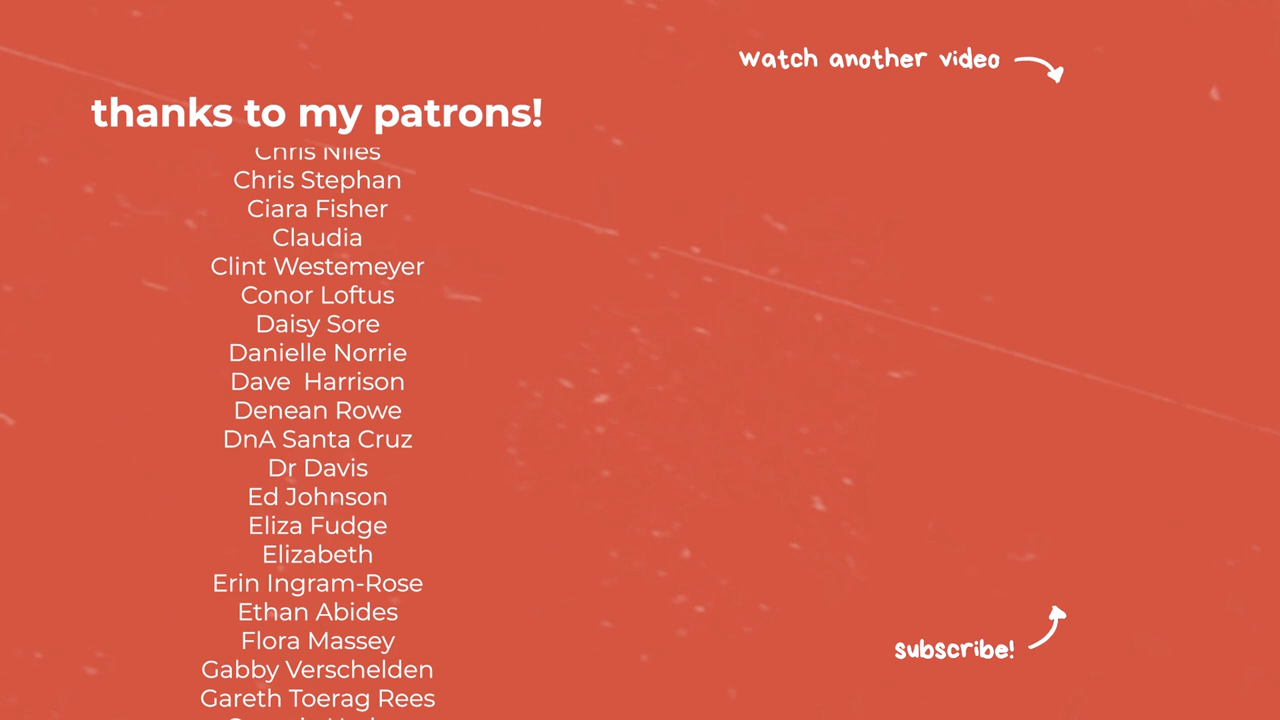 watch another video
thanks to my patrons!
Chris Niles
Chris Stephan
Ciara Fisher
Claudia
Clint Westemeyer
Conor Loftus
Daisy Sore
Danielle Norrie
Dave  Harrison
Denean Rowe
DnA Santa Cruz
Dr Davis
Ed Johnson
Eliza Fudge
Elizabeth
Erin Ingram-Rose
Ethan Abides
Flora Massey
subscribe!
Gabby Verschelden
Gareth Toerag Rees